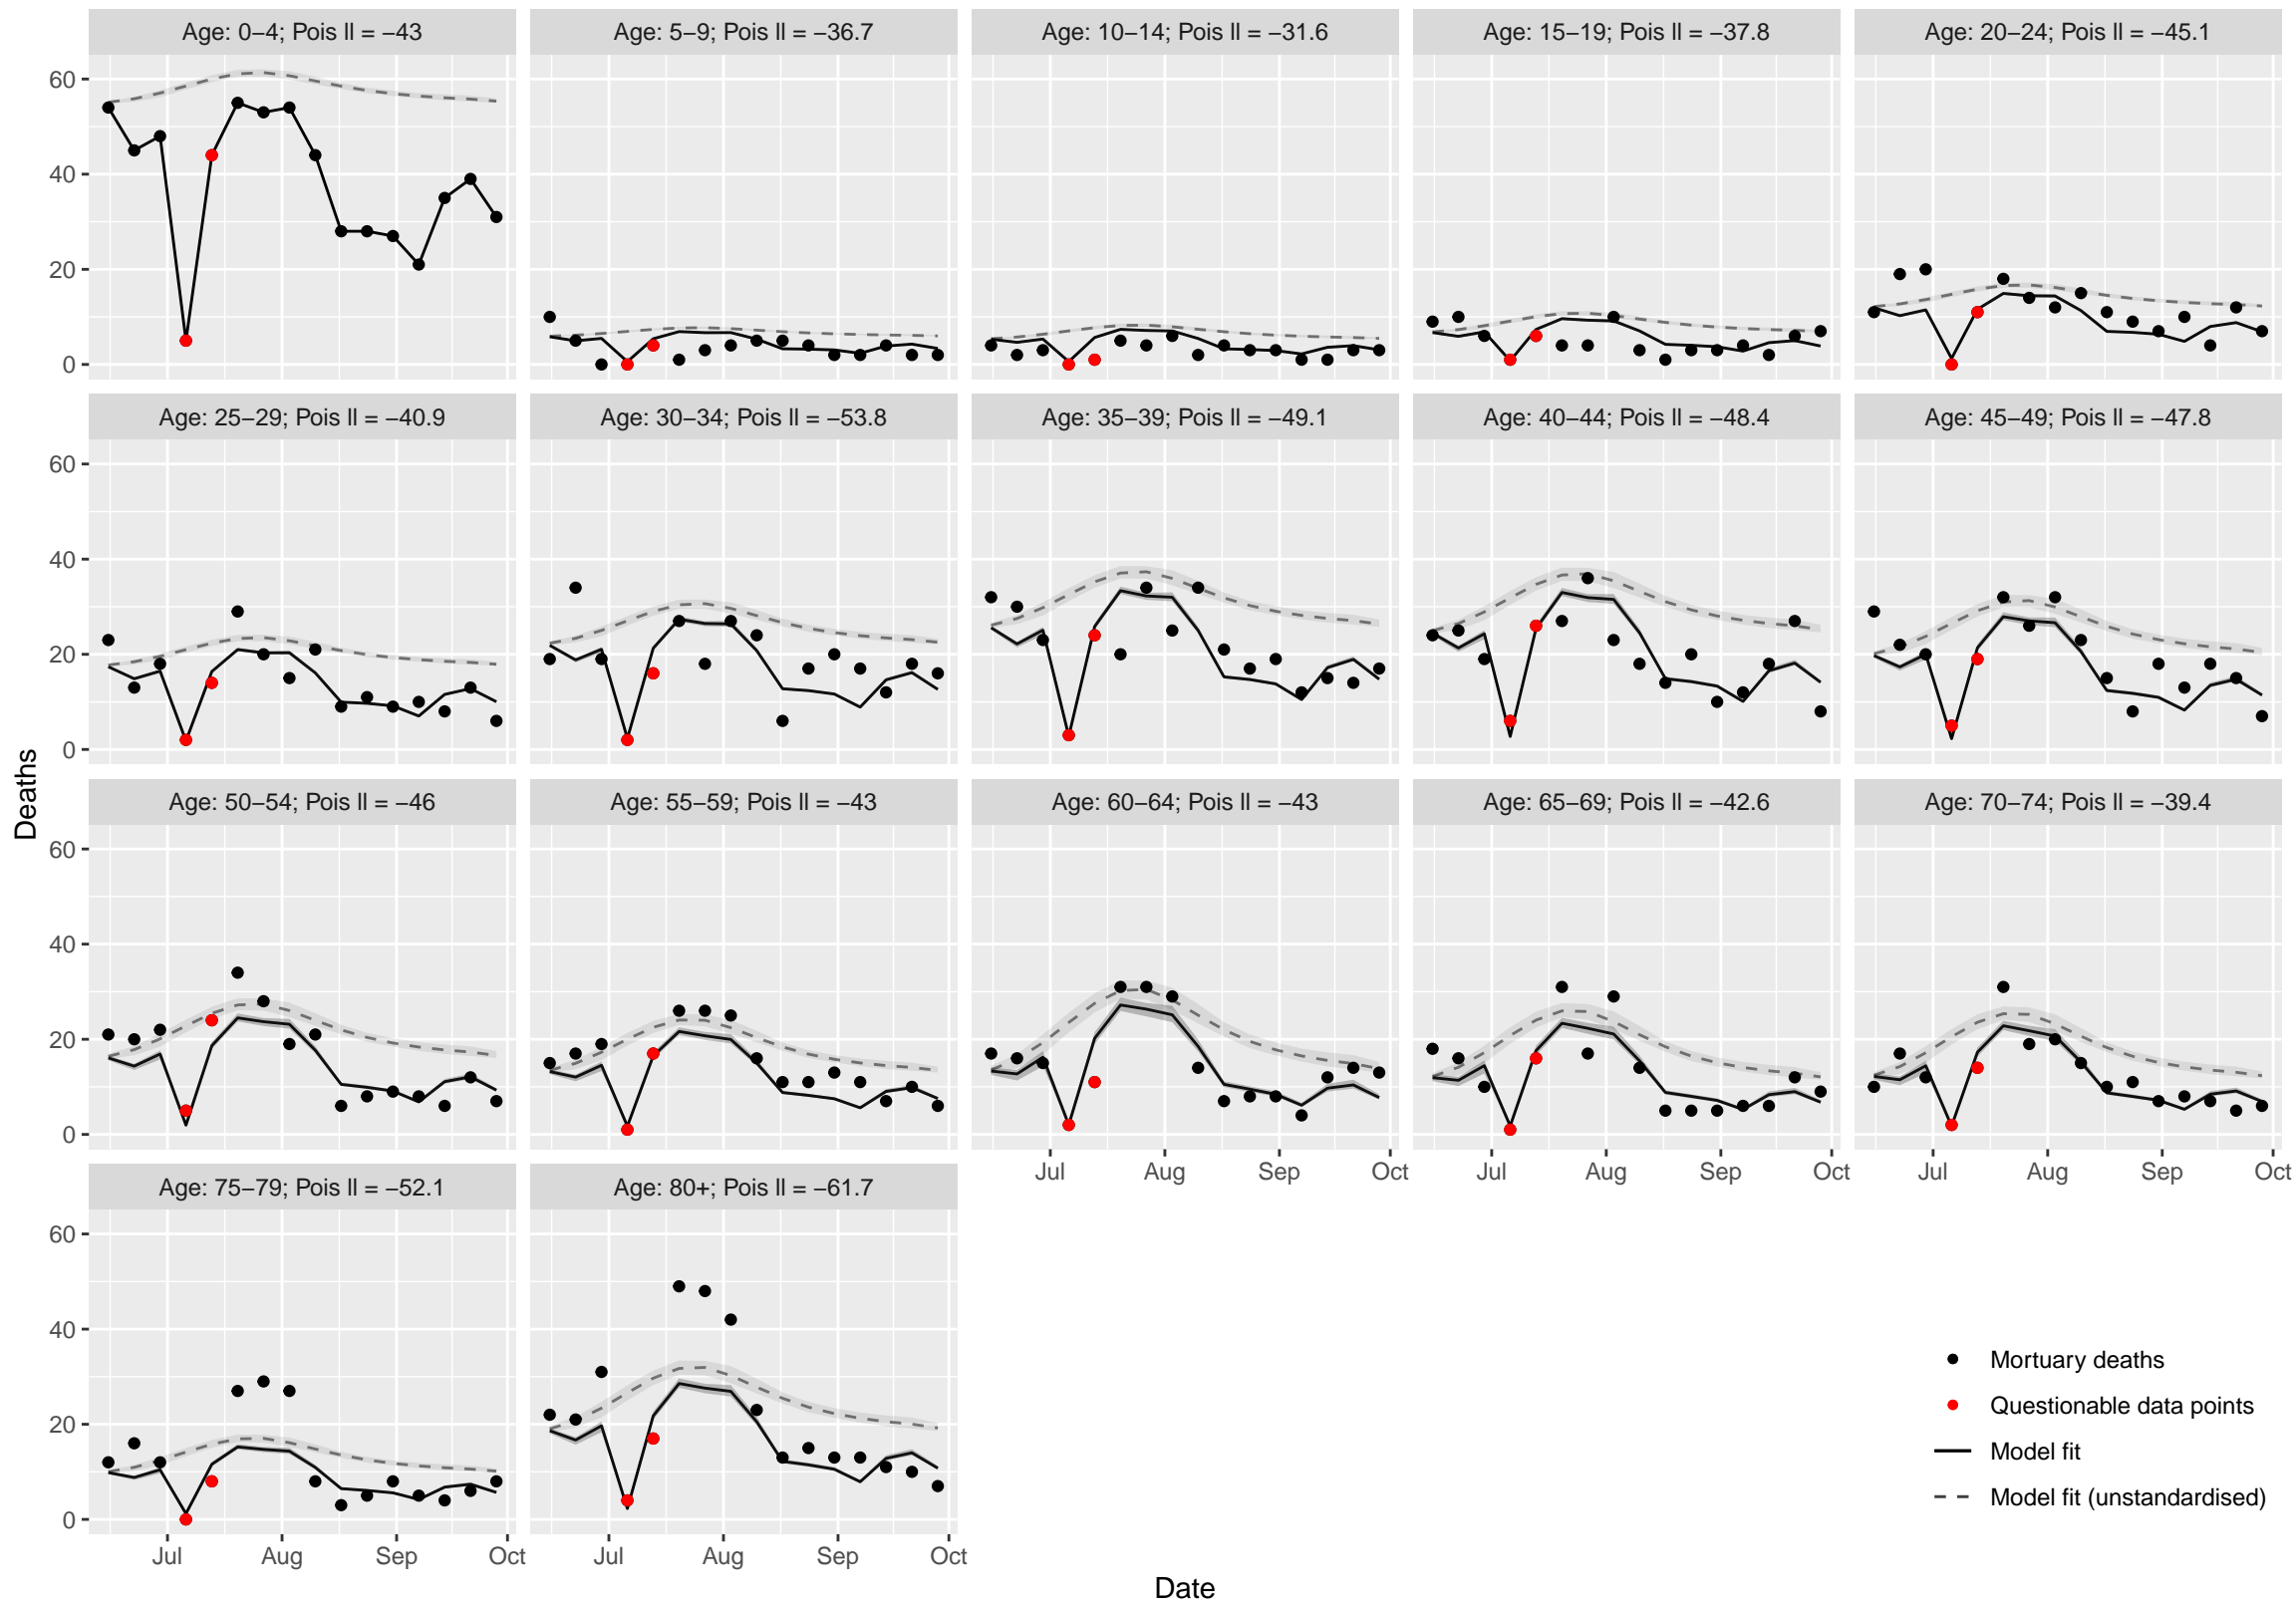 Age: 0−4; Pois ll = −43
Age: 5−9; Pois ll = −36.7
Age: 10−14; Pois ll = −31.6
Age: 15−19; Pois ll = −37.8
Age: 20−24; Pois ll = −45.1
60
40
20
0
Age: 25−29; Pois ll = −40.9
Age: 30−34; Pois ll = −53.8
Age: 35−39; Pois ll = −49.1
Age: 40−44; Pois ll = −48.4
Age: 45−49; Pois ll = −47.8
60
40
20
0
Deaths
Age: 50−54; Pois ll = −46
Age: 55−59; Pois ll = −43
Age: 60−64; Pois ll = −43
Age: 65−69; Pois ll = −42.6
Age: 70−74; Pois ll = −39.4
60
40
20
0
Jul Aug Sep Oct
Jul Aug Sep Oct
Jul Aug Sep Oct
Age: 75−79; Pois ll = −52.1
Age: 80+; Pois ll = −61.7
60
40
20
0
Jul Aug Sep Oct
Jul Aug Sep Oct
Mortuary deaths
Questionable data points
Model fit
Model fit (unstandardised)
Date